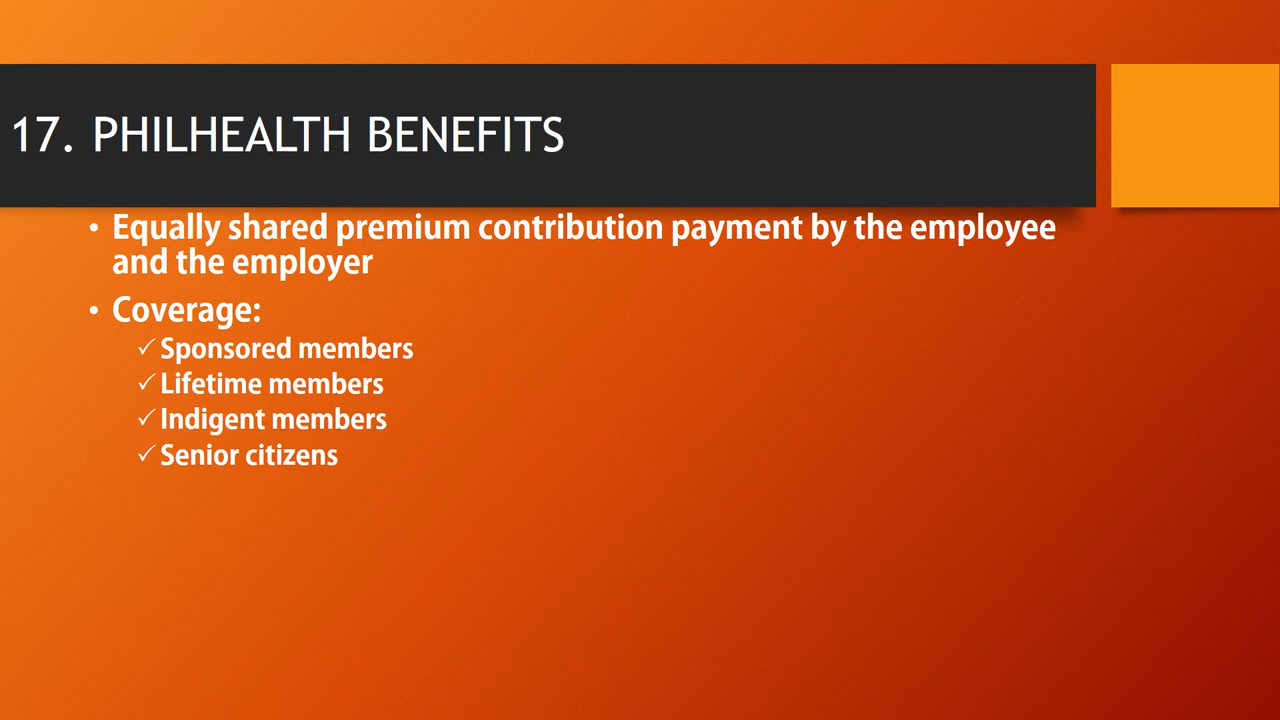 17. PHILHEALTH BENEFITS
• Equally shared premium contribution payment by the employee
and the employer
• Coverage:
✓ Sponsored members
✓ Lifetime members
✓ Indigent members
✓ Senior citizens